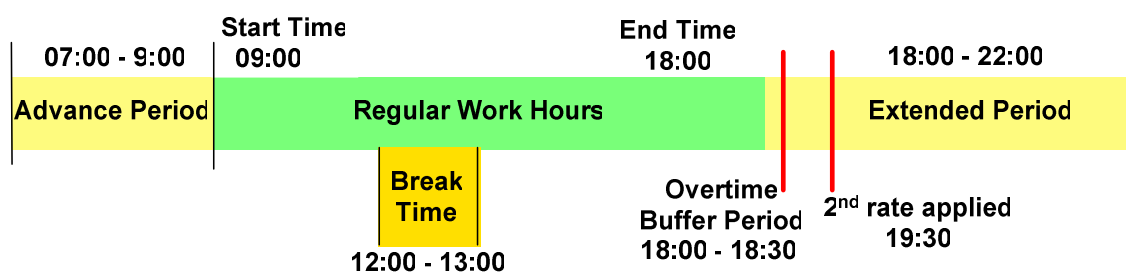 Start Time
07:00 - 9:00
09:00
End Time
18:00
18:00 - 22:00
Advance Period
Regular Work Hours
Extended Period
Break
Time
12:00 - 13:00
Overtime
Buffer Period
18:00 - 18:30
2nd rate applied
19:30